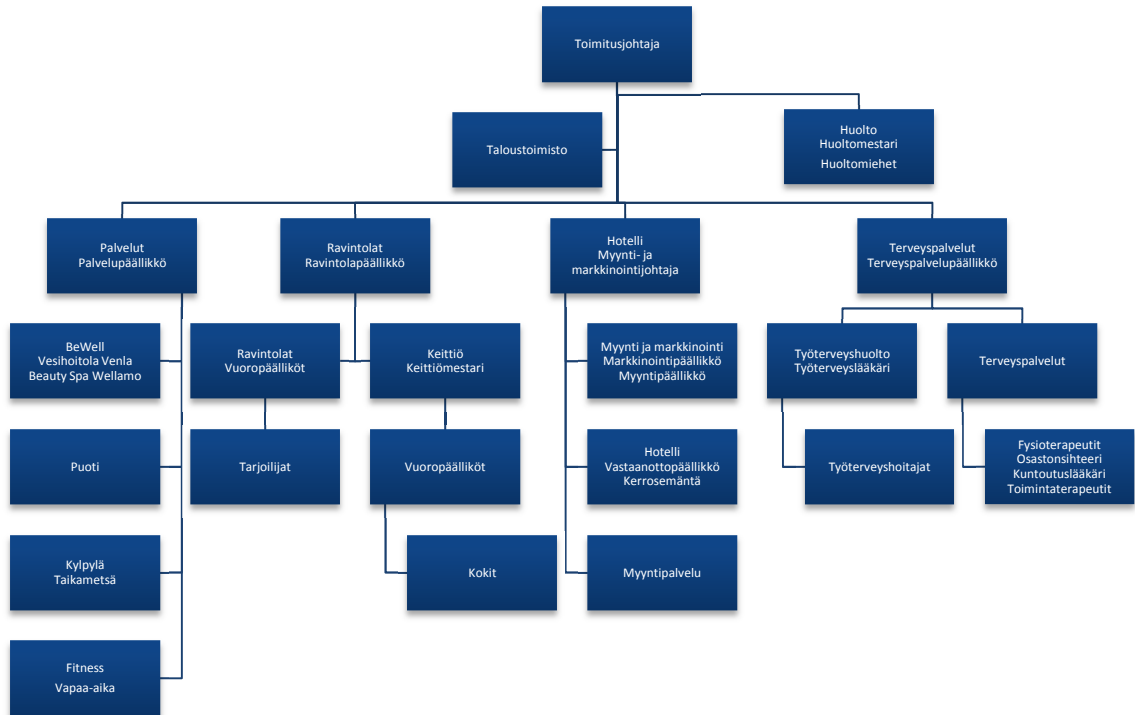 Toimitusjohtaja
Taloustoimisto
Huolto
Huoltomestari
Huoltomiehet
Palvelut
Palvelupäällikkö
Ravintolat
Ravintolapäällikkö
Hotelli
Myynti- ja
markkinointijohtaja
Terveyspalvelut
Terveyspalvelupäällikkö
BeWell
Vesihoitola Venla
Beauty Spa Wellamo
Ravintolat
Vuoropäälliköt
Keittiö
Keittiömestari
Myynti ja markkinointi
Markkinointipäällikkö
Myyntipäällikkö
Työterveyshuolto
Työterveyslääkäri
Terveyspalvelut
Puoti
Tarjoilijat
Vuoropäälliköt
Hotelli
Vastaanottopäällikkö
Kerrosemäntä
Työterveyshoitajat
Fysioterapeutit
Osastonsihteeri
Kuntoutuslääkäri
Toimintaterapeutit
Kylpylä
Taikametsä
Kokit
Myyntipalvelu
Fitness
Vapaa-aika